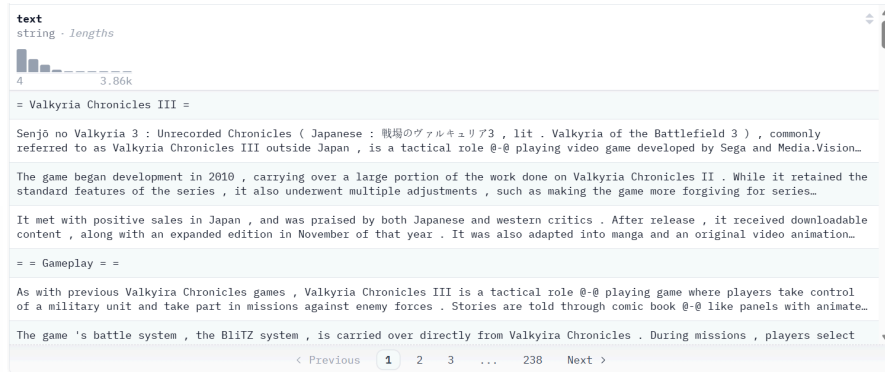 text
string · lengths
4
3.86k
= Valkyria Chronicles III =
Senjō no Valkyria 3 : Unrecorded Chronicles ( Japanese : 戦場のヴァルキュリア3 , lit . Valkyria of the Battlefield 3 ) , commonly
referred to as Valkyria Chronicles III outside Japan , is a tactical role @-@ playing video game developed by Sega and Media.Vision…
The game began development in 2010 , carrying over a large portion of the work done on Valkyria Chronicles II . While it retained the
standard features of the series , it also underwent multiple adjustments , such as making the game more forgiving for series…
It met with positive sales in Japan , and was praised by both Japanese and western critics . After release , it received downloadable
content , along with an expanded edition in November of that year . It was also adapted into manga and an original video animation…
= = Gameplay = =
As with previous Valkyira Chronicles games , Valkyria Chronicles III is a tactical role @-@ playing game where players take control
of a military unit and take part in missions against enemy forces . Stories are told through comic book @-@ like panels with animate…
The game 's battle system , the BliTZ system , is carried over directly from Valkyira Chronicles . During missions , players select
< Previous 1 2 3 ... 238 Next >